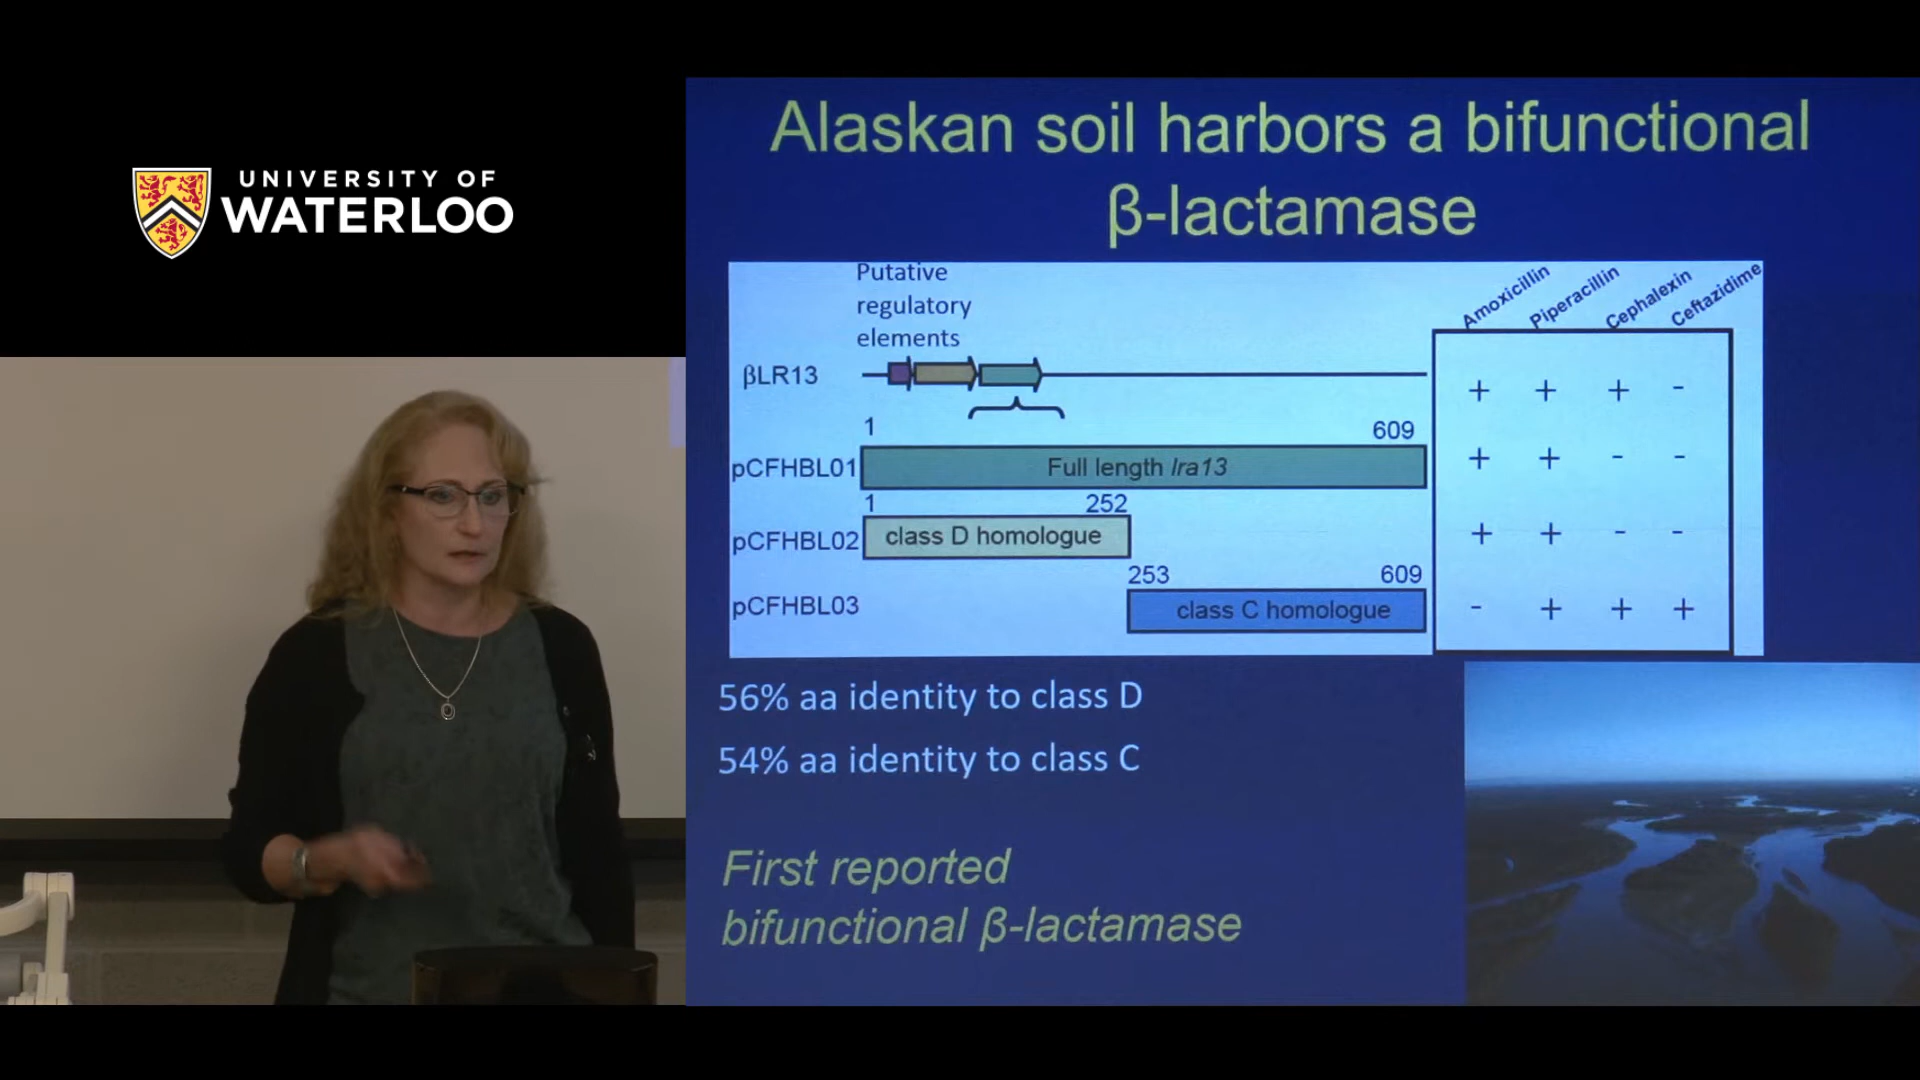 UNIVERSITY OF
WATERLOO
Alaskan soil harbors a bifunctional
β-lactamase
Putative
regulatory
elements
Amoxicillin
Piperacillin
Cephalexin
Ceftazidime
βLR13
+ + + -
1 609
pCFHBL01 Full length lra13
+ + - -
1 252
pCFHBL02 class D homologue
+ + - -
253 609
pCFHBL03 class C homologue
- + + +
56% aa identity to class D
54% aa identity to class C
First reported
bifunctional β-lactamase